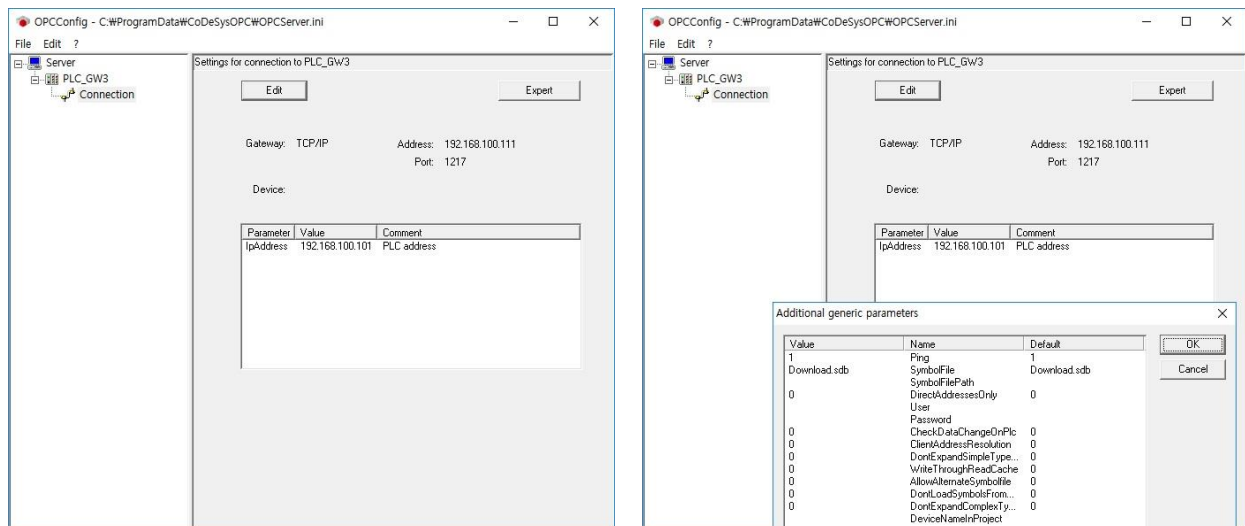 OPCConfig - C:₩ProgramData₩CoDeSysOPC₩OPCServer.ini
File Edit ?
Server
PLC_GW3
Connection
Settings for connection to PLC_GW3
Edit
Expert
Gateway: TCP/IP
Address: 192.168.100.111
Port: 1217
Device:
Parameter Value Comment
IpAddress 192.168.100.101 PLC address
OPCConfig - C:₩ProgramData₩CoDeSysOPC₩OPCServer.ini
File Edit ?
Server
PLC_GW3
Connection
Settings for connection to PLC_GW3
Edit
Expert
Gateway: TCP/IP
Address: 192.168.100.111
Port: 1217
Device:
Parameter Value Comment
IpAddress 192.168.100.101 PLC address
Additional generic parameters
Value Name Default
1 Ping 1
Download.sdb SymbolFile Download.sdb
SymbolFilePath
0 DirectAddressesOnly 0
User
Password
0 CheckDataChangeOnPlc 0
0 ClientAddressResolution 0
0 DontExpandSimpleType... 0
0 WriteThroughReadCache 0
0 AllowAlternateSymbolfile 0
0 DontLoadSymbolsFrom... 0
0 DontExpandComplexTy... 0
DeviceNameInProject
OK
Cancel